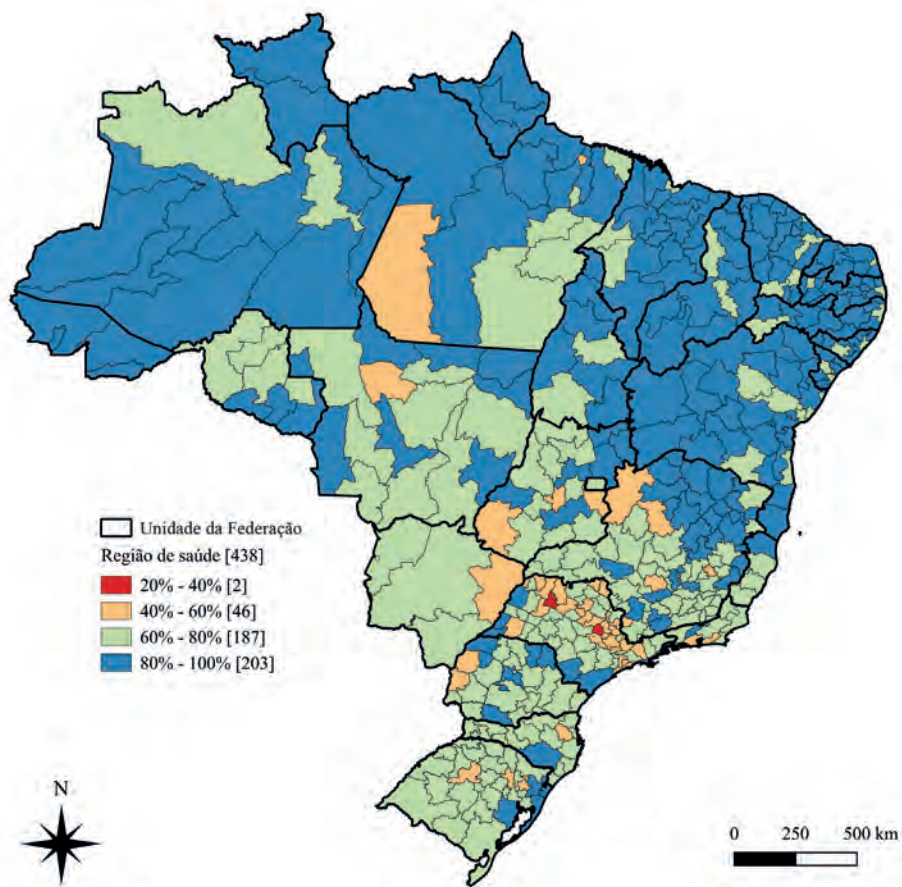 Unidade da Federação
Região de saúde [438]
20% - 40% [2]
40% - 60% [46]
60% - 80% [187]
80% - 100% [203]
N
0 250 500 km